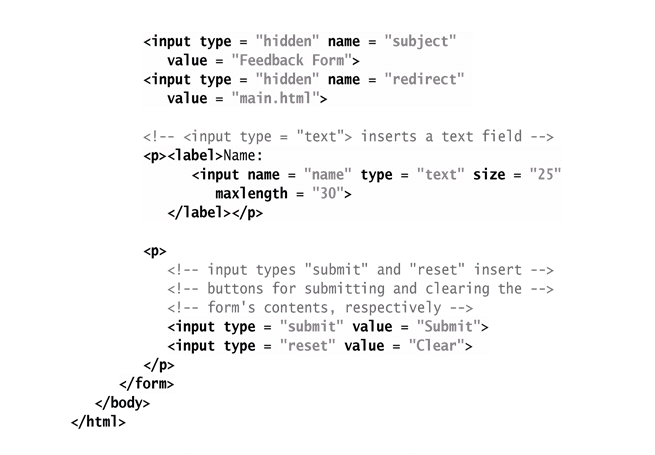 <input type = "hidden" name = "subject"
value = "Feedback Form">
<input type = "hidden" name = "redirect"
value = "main.html">
<!-- <input type = "text"> inserts a text field -->
<p><label>Name:
<input name = "name" type = "text" size = "25"
maxlength = "30">
</label></p>
<p>
<!-- input types "submit" and "reset" insert -->
<!-- buttons for submitting and clearing the -->
<!-- form's contents, respectively -->
<input type = "submit" value = "Submit">
<input type = "reset" value = "Clear">
</p>
</form>
</body>
</html>